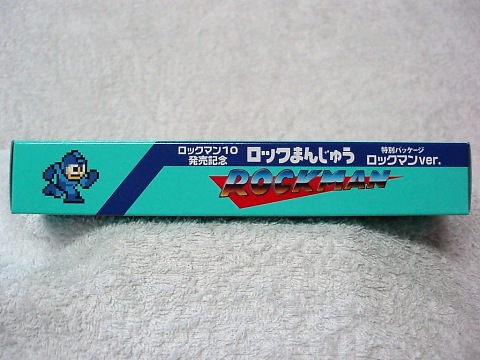 ロックマン10
発売記念
ロックまんじゅう
特別パッケージ
ロックマンver.
ROCKMAN